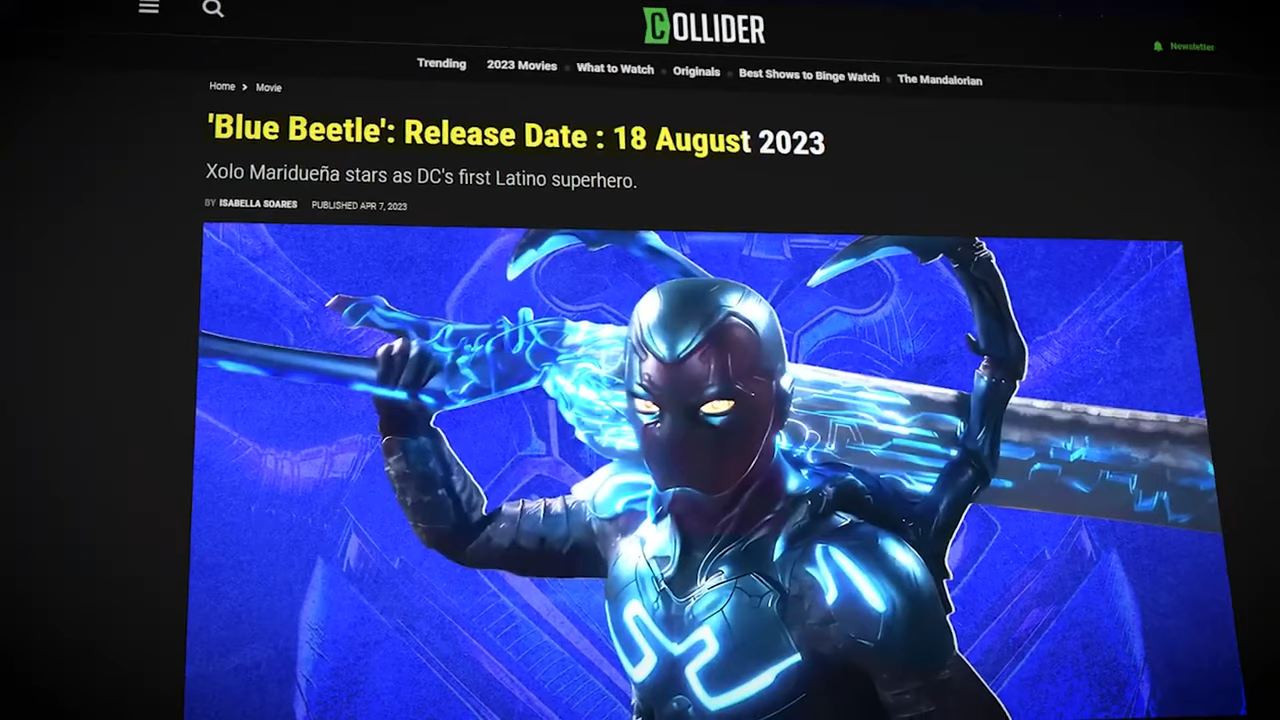 COLLIDER
Newsletter
Trending 2023 Movies What to Watch Originals Best Shows to Binge Watch The Mandalorian
Home > Movie
'Blue Beetle': Release Date : 18 August 2023
Xolo Maridueña stars as DC's first Latino superhero.
BY ISABELLA SOARES PUBLISHED APR 7, 2023